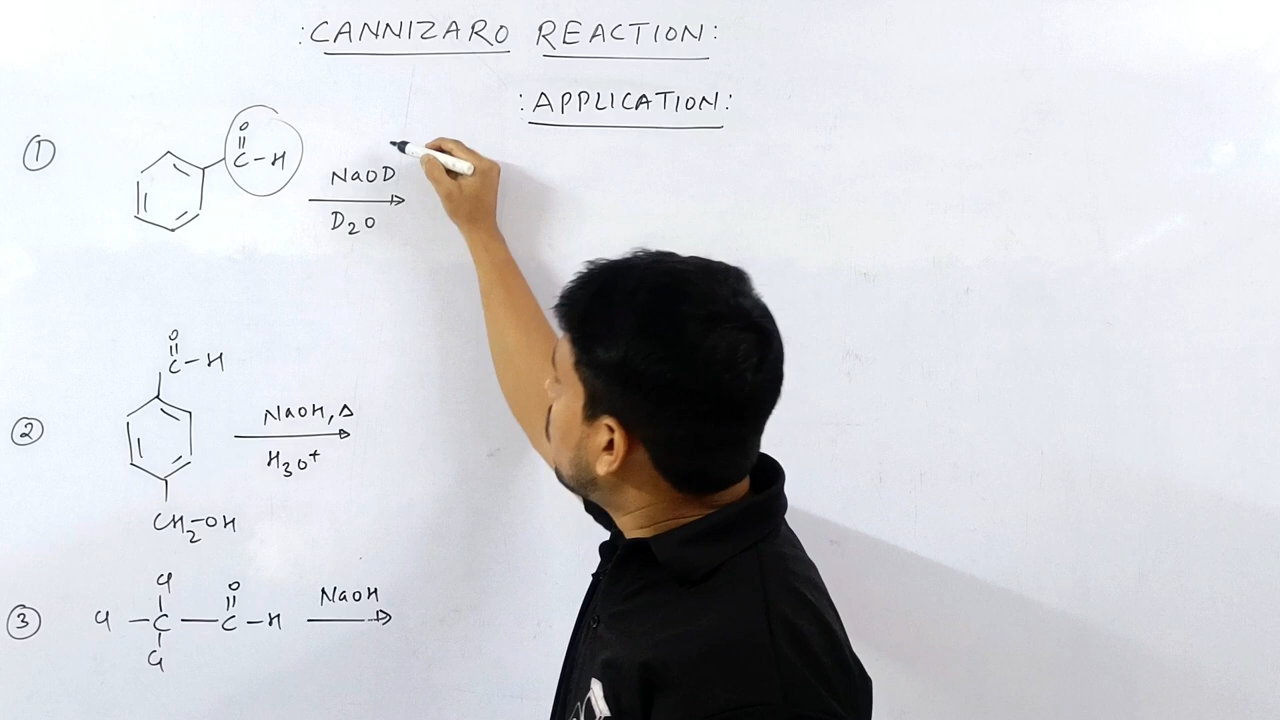 : CANNIZARO REACTION :
: APPLICATION :
①
O
C-H
NaOD
D2O
②
O
C-H
NaOH, Δ
H3O+
CH2-OH
③
Cl
O
Cl - C - C - H
NaOH
Cl